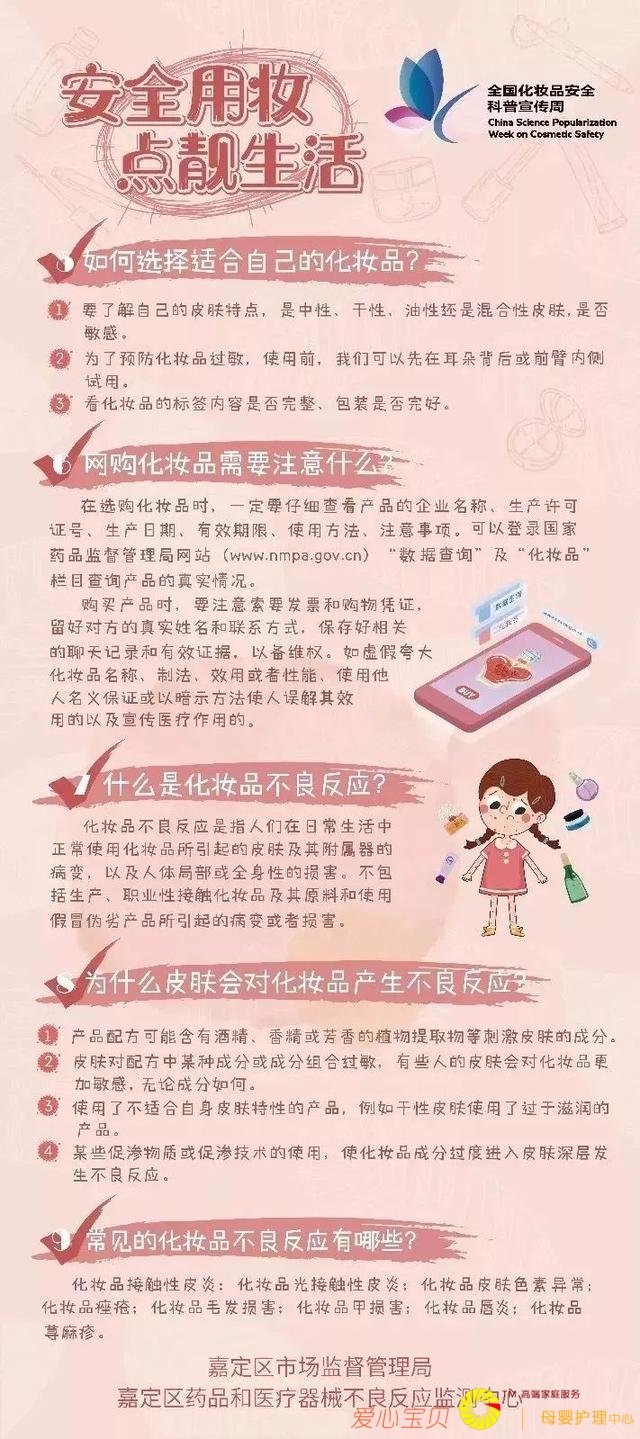 安全用妆
点靓生活
全国化妆品安全
科普宣传周
China Science Popularization
Week on Cosmetic Safety
5 如何选择适合自己的化妆品?
1 要了解自己的皮肤特点,是中性、干性、油性还是混合性皮肤,是否
敏感。
2 为了预防化妆品过敏,使用前,我们可以先在耳朵背后或前臂内侧
试用。
3 看化妆品的标签内容是否完整、包装是否完好。
6 网购化妆品需要注意什么?
在选购化妆品时,一定要仔细查看产品的企业名称、生产许可
证号、生产日期、有效期限、使用方法、注意事项。可以登录国家
药品监督管理局网站(www.nmpa.gov.cn)“数据查询”及“化妆品”
栏目查询产品的真实情况。
购买产品时,要注意索要发票和购物凭证,
留好对方的真实姓名和联系方式,保存好相关
的聊天记录和有效证据,以备维权。如虚假夸大
化妆品名称、制法、效用或者性能、使用他
人名义保证或以暗示方法使人误解其效
用的以及宣传医疗作用的。
数据查询
BUY
7 什么是化妆品不良反应?
化妆品不良反应是指人们在日常生活中
正常使用化妆品所引起的皮肤及其附属器的
病变,以及人体局部或全身性的损害。不包
括生产、职业性接触化妆品及其原料和使用
假冒伪劣产品所引起的病变或者损害。
8 为什么皮肤会对化妆品产生不良反应?
1 产品配方可能含有酒精、香精或芳香的植物提取物等刺激皮肤的成分。
2 皮肤对配方中某种成分或成分组合过敏,有些人的皮肤会对化妆品更
加敏感,无论成分如何。
3 使用了不适合自身皮肤特性的产品,例如干性皮肤使用了过于滋润的
产品。
4 某些促渗物质或促渗技术的使用,使化妆品成分过度进入皮肤深层发
生不良反应。
9 常见的化妆品不良反应有哪些?
化妆品接触性皮炎;化妆品光接触性皮炎;化妆品皮肤色素异常;
化妆品痤疮;化妆品毛发损害;化妆品甲损害;化妆品唇炎;化妆品
荨麻疹。
嘉定区市场监督管理局
嘉定区药品和医疗器械不良反应监测中心
爱心宝贝
TM 高端家庭服务
母婴护理中心